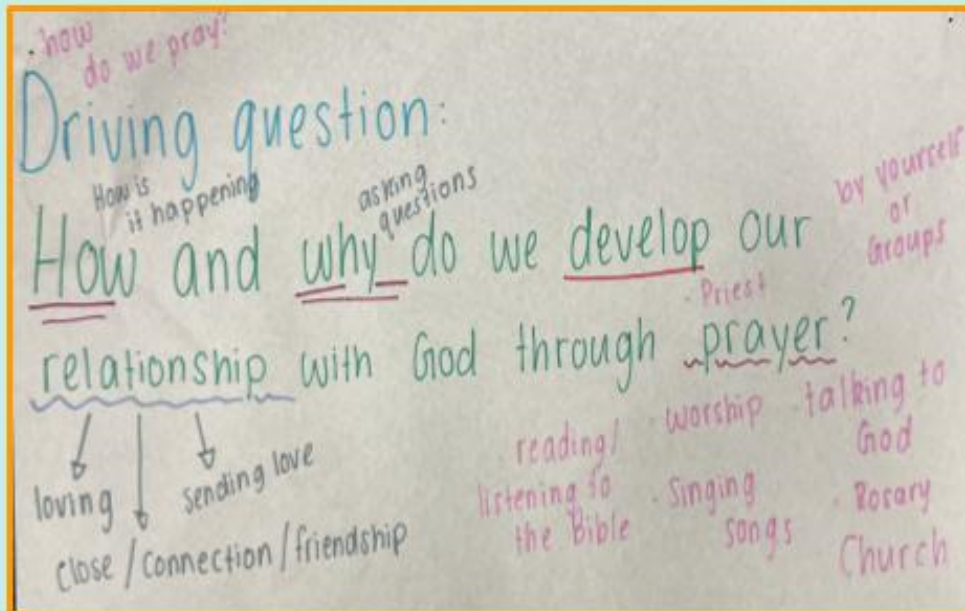 · how
do we pray?
Driving question:
How is
it happening
asking
questions
How and why do we develop our
by yourself
or
Groups
· Priest
relationship with God through prayer?
loving
sending love
close / connection / friendship
reading/
listening to
the Bible
· worship
· singing
songs
· talking to
God
· Rosary
Church